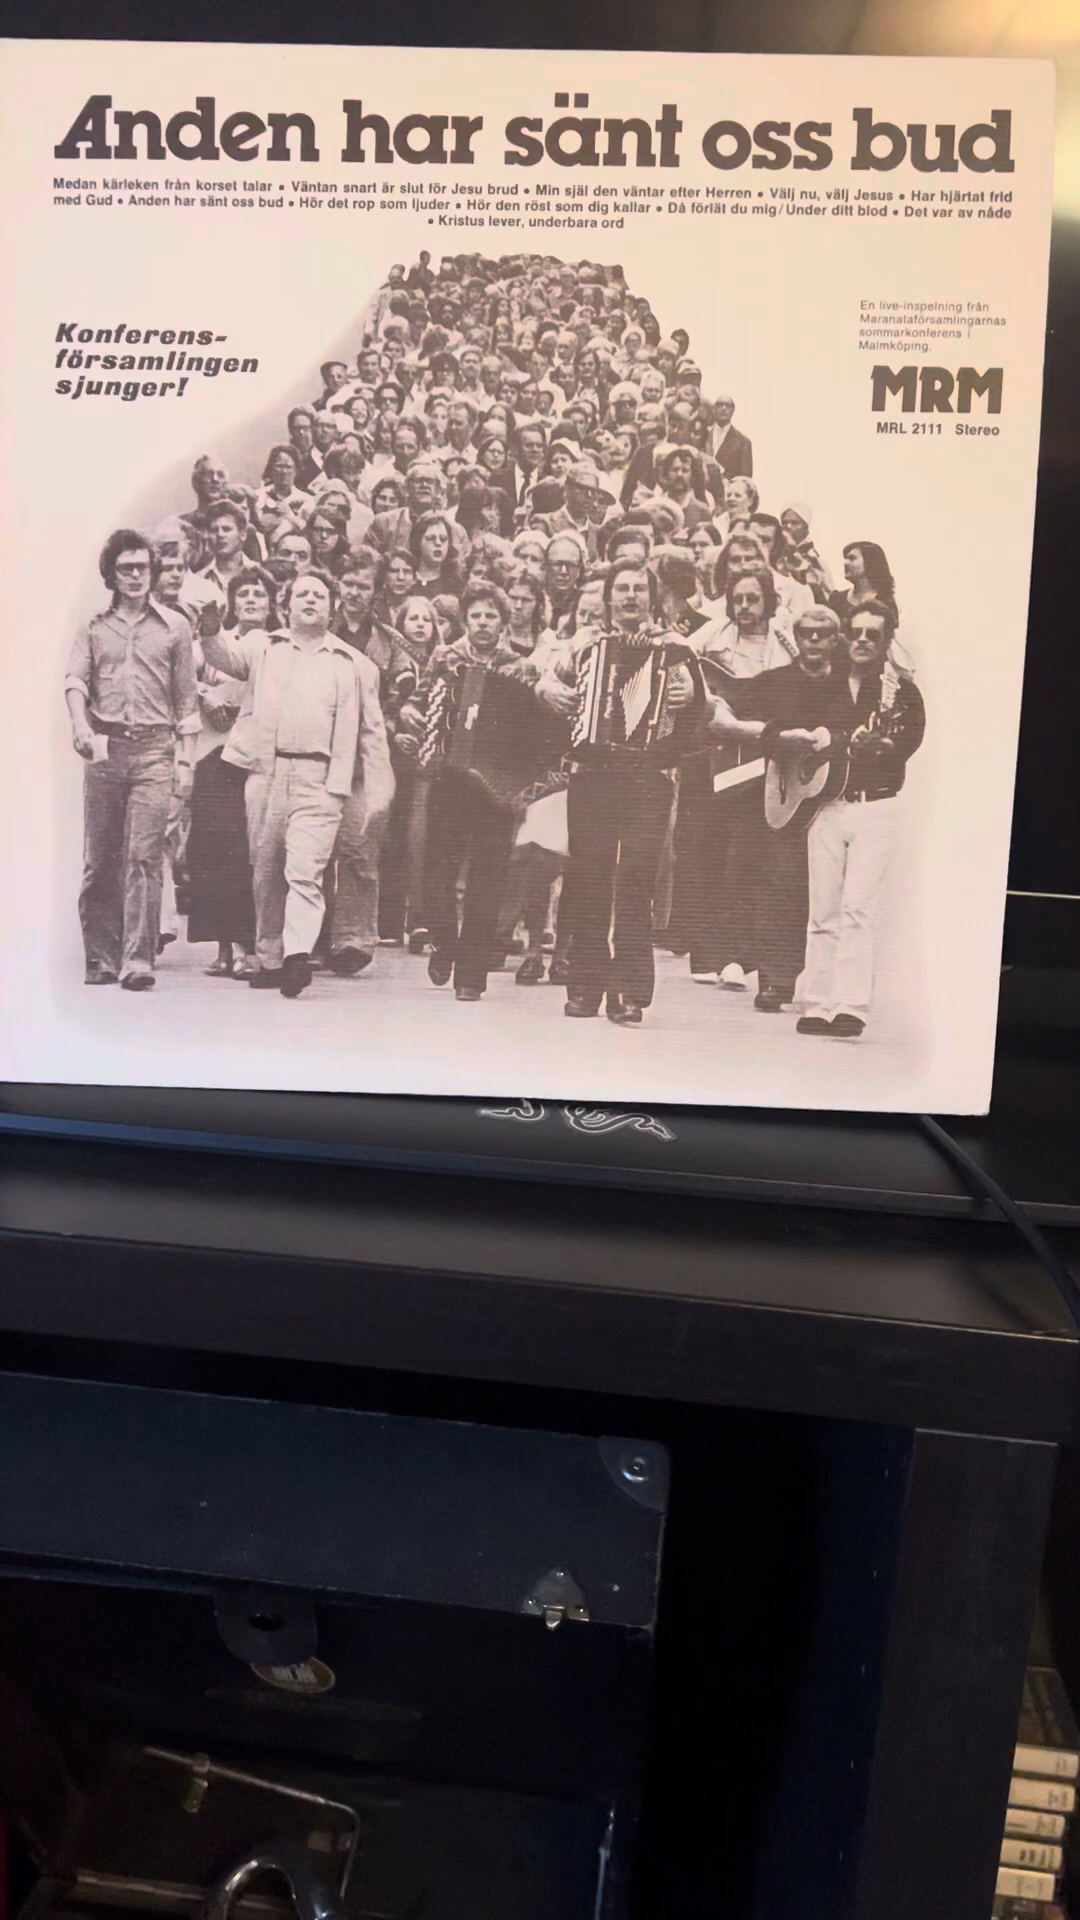 Anden har sänt oss bud
Medan kärleken från korset talar • Väntan snart är slut för Jesu brud • Min själ den väntar efter Herren • Välj nu, välj Jesus • Har hjärtat frid
med Gud • Anden har sänt oss bud • Hör det rop som ljuder • Hör den röst som dig kallar • Då förlät du mig/Under ditt blod • Det var av nåde
• Kristus lever, underbara ord
Konferens-
församlingen
sjunger!
En live-inspelning från
Maranataförsamlingarnas
sommarkonferens i
Malmköping.
MRM
MRL 2111 Stereo